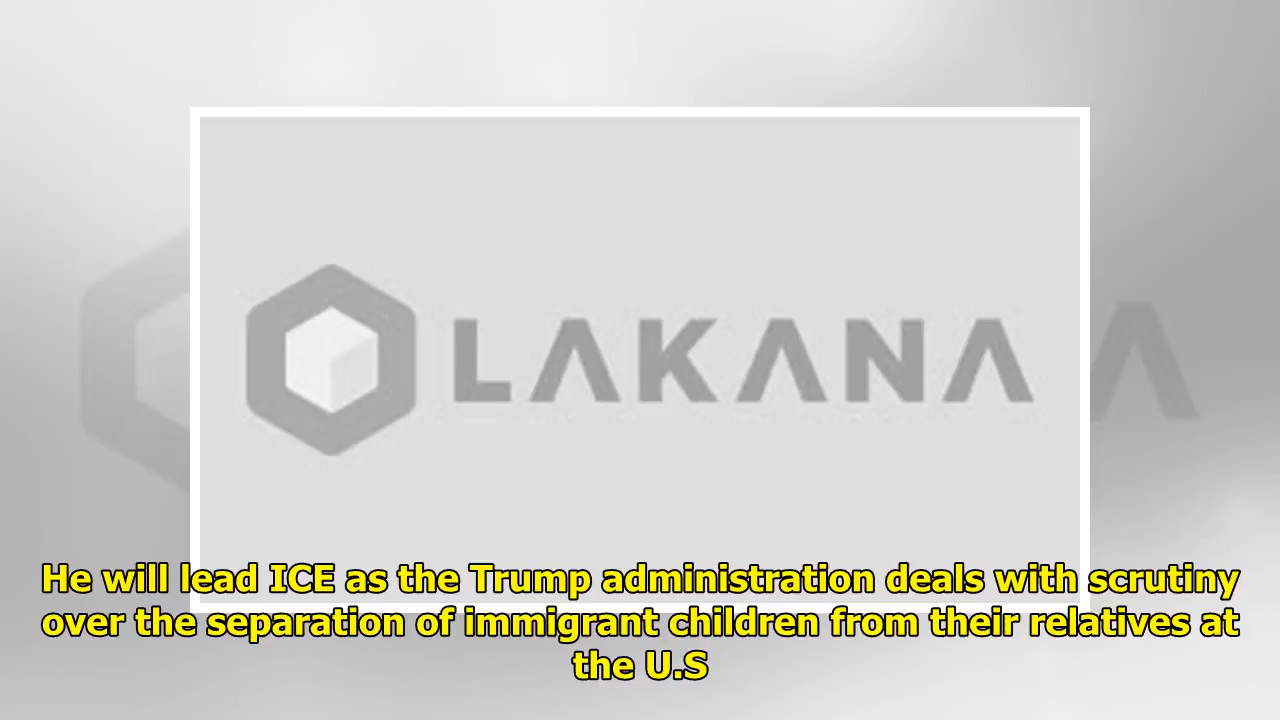 LAKANA
He will lead ICE as the Trump administration deals with scrutiny
over the separation of immigrant children from their relatives at
the U.S